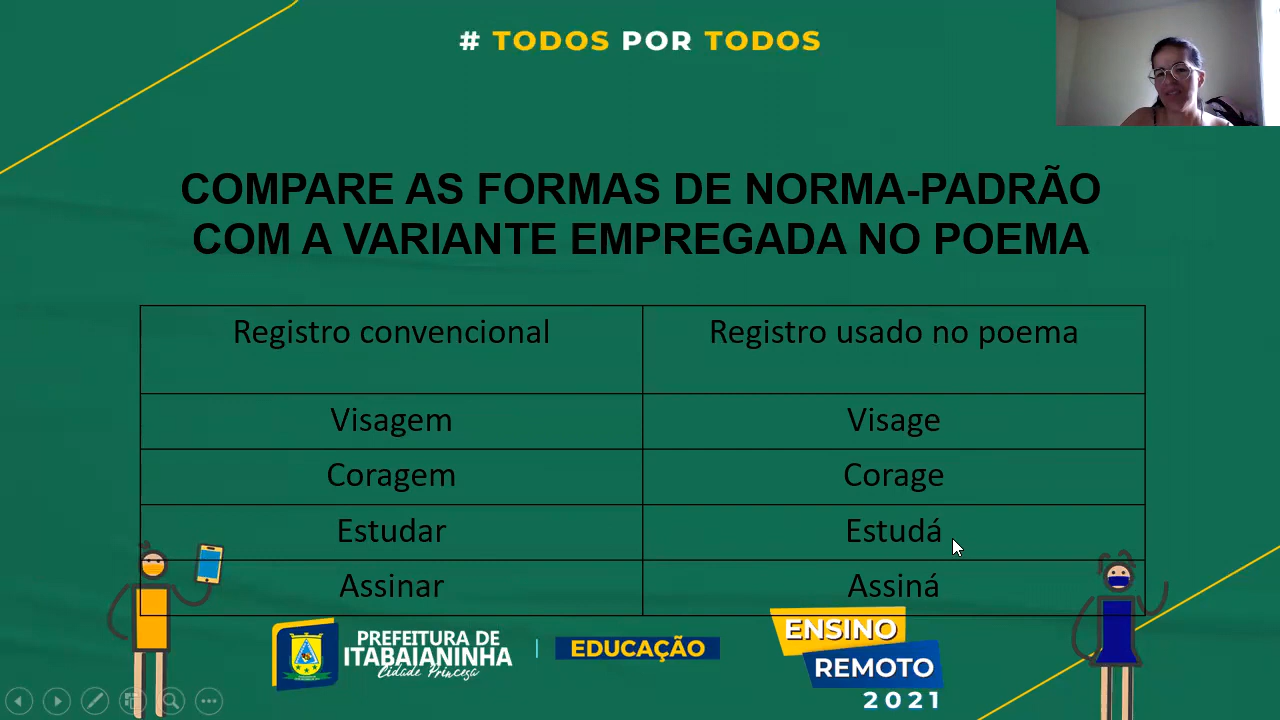 # TODOS POR TODOS
COMPARE AS FORMAS DE NORMA-PADRÃO
COM A VARIANTE EMPREGADA NO POEMA
Registro convencional
Registro usado no poema
Visagem
Visage
Coragem
Corage
Estudar
Estudá
Assinar
Assiná
PREFEITURA DE
ITABAIANINHA
Cidade Princesa
EDUCAÇÃO
ENSINO
REMOTO
2021